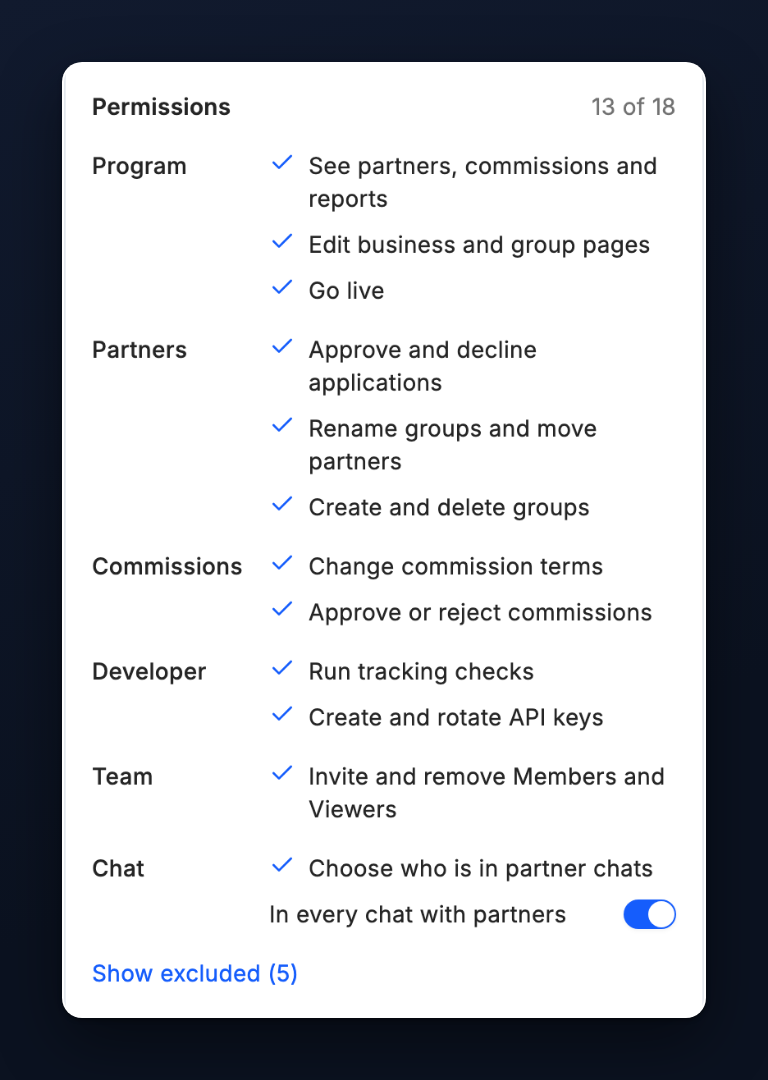 Permissions 13 of 18
Program See partners, commissions and
reports
Edit business and group pages
Go live
Partners Approve and decline
applications
Rename groups and move
partners
Create and delete groups
Commissions Change commission terms
Approve or reject commissions
Developer Run tracking checks
Create and rotate API keys
Team Invite and remove Members and
Viewers
Chat Choose who is in partner chats
In every chat with partners
Show excluded (5)